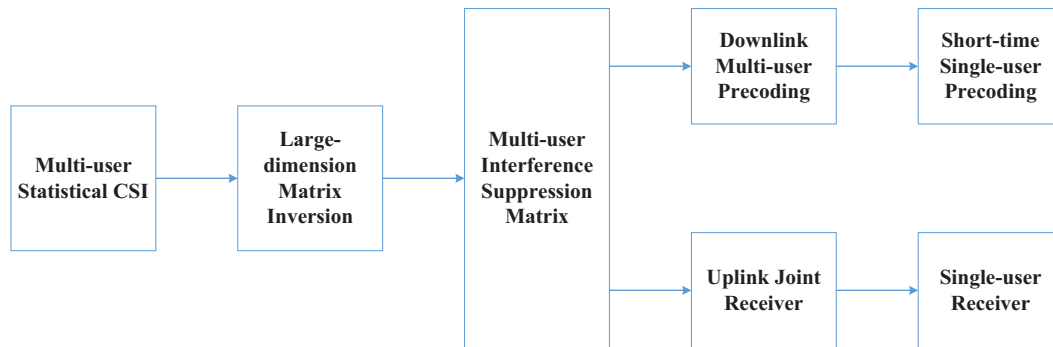 Multi-user
Statistical CSI
Large-
dimension
Matrix
Inversion
Multi-user
Interference
Suppression
Matrix
Downlink
Multi-user
Precoding
Short-time
Single-user
Precoding
Uplink Joint
Receiver
Single-user
Receiver